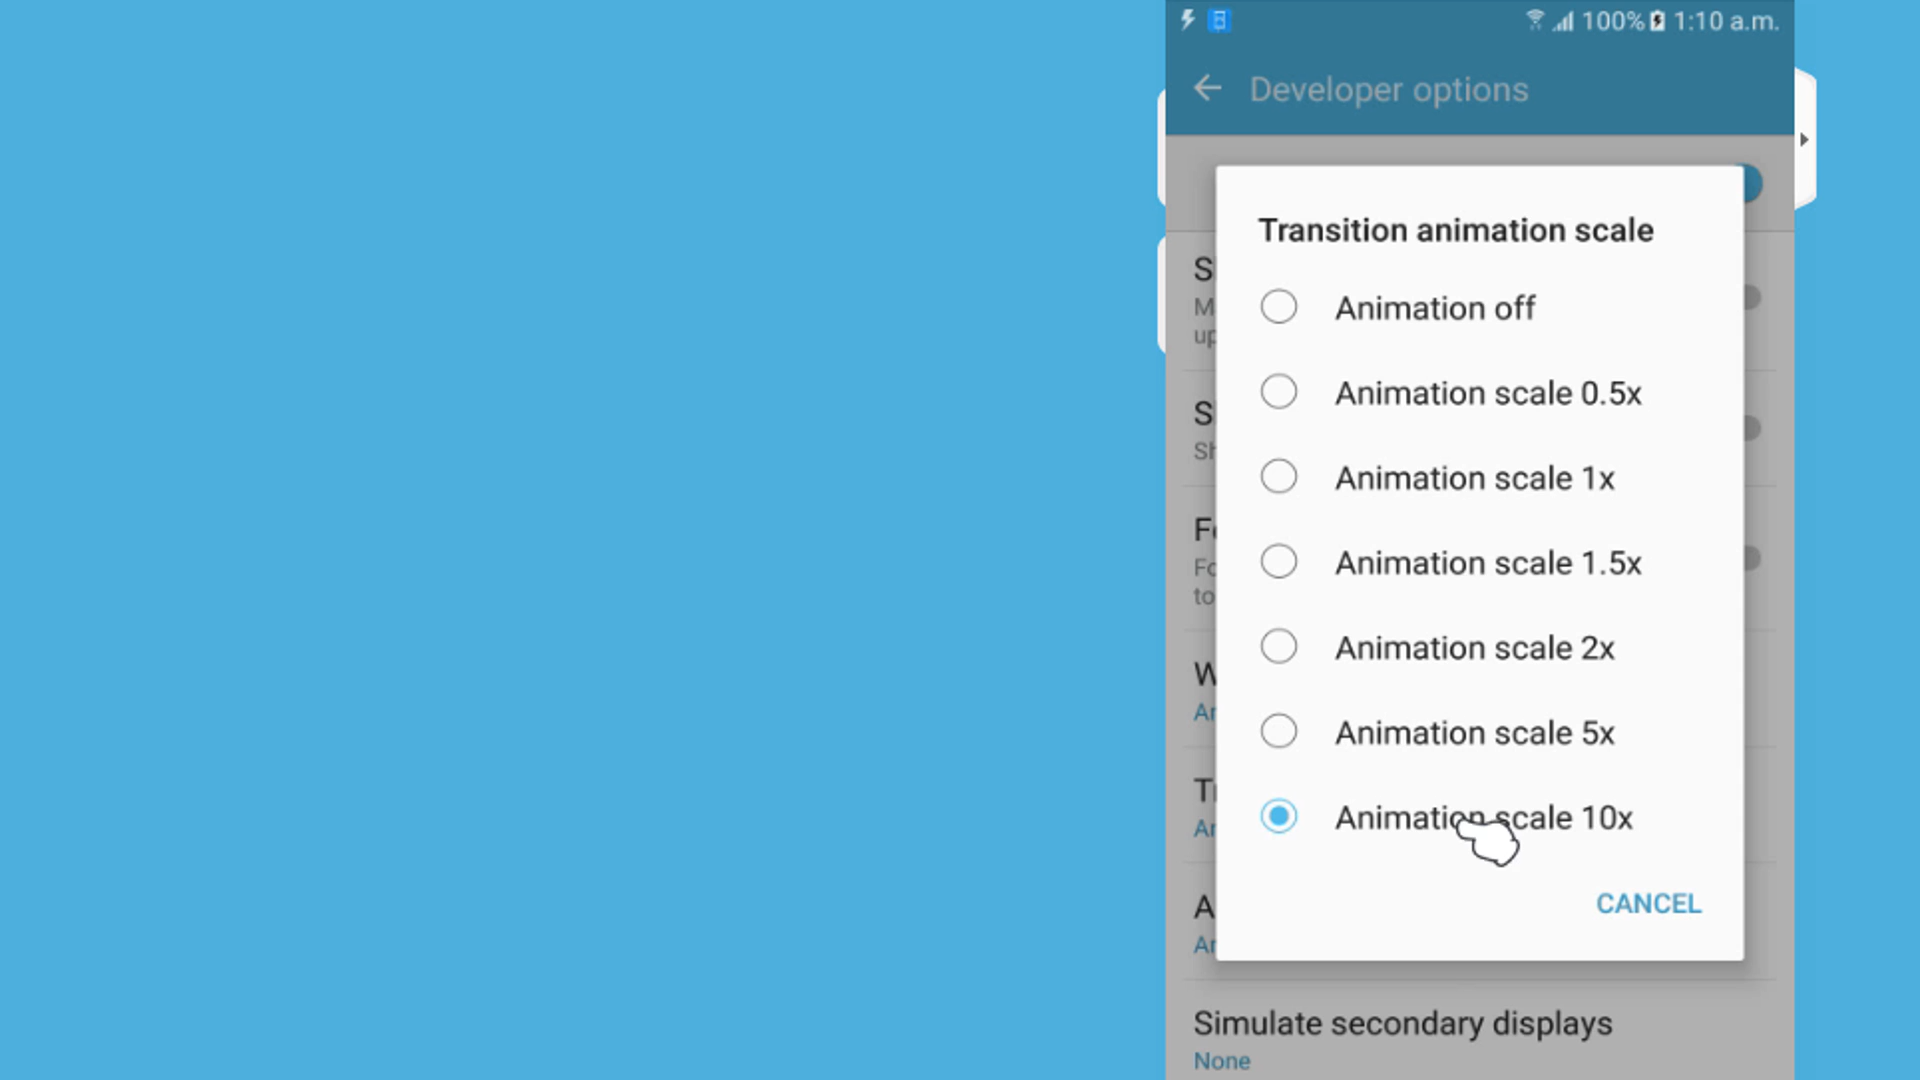 100% 1:10 a.m.
Developer options
Transition animation scale
Animation off
Animation scale 0.5x
Animation scale 1x
Animation scale 1.5x
Animation scale 2x
Animation scale 5x
Animation scale 10x
CANCEL
Simulate secondary displays
None